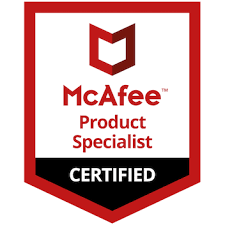 McAfee™
Product
Specialist
CERTIFIED